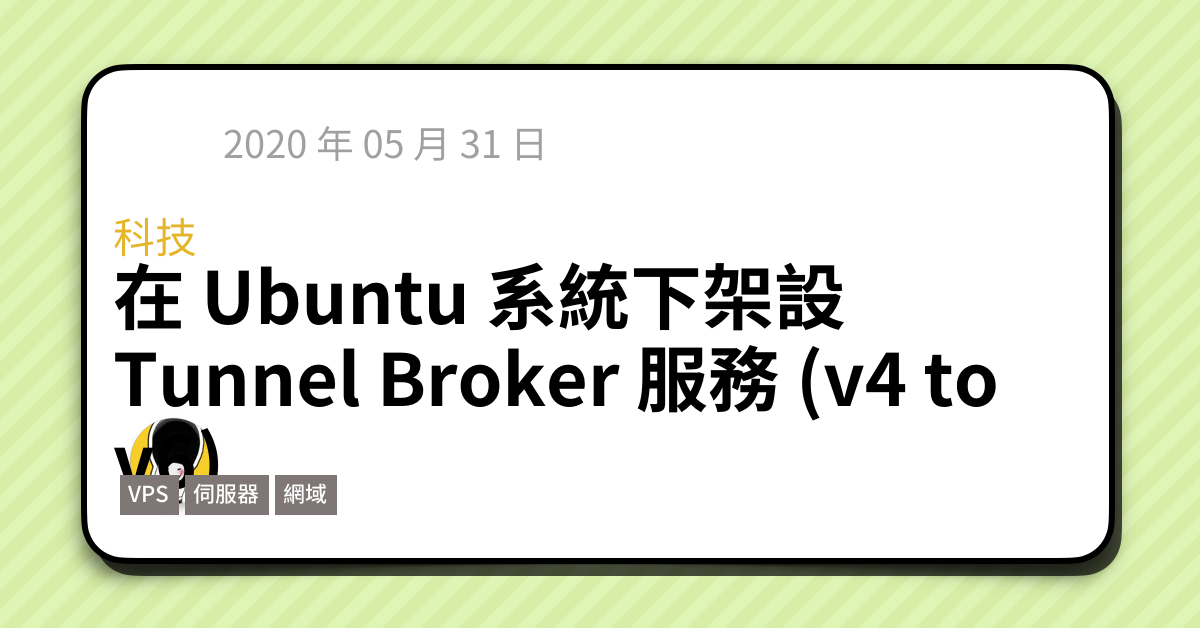 2020 年 05 月 31 日
科技
在 Ubuntu 系統下架設
Tunnel Broker 服務 (v4 to
v
VPS 伺服器 網域